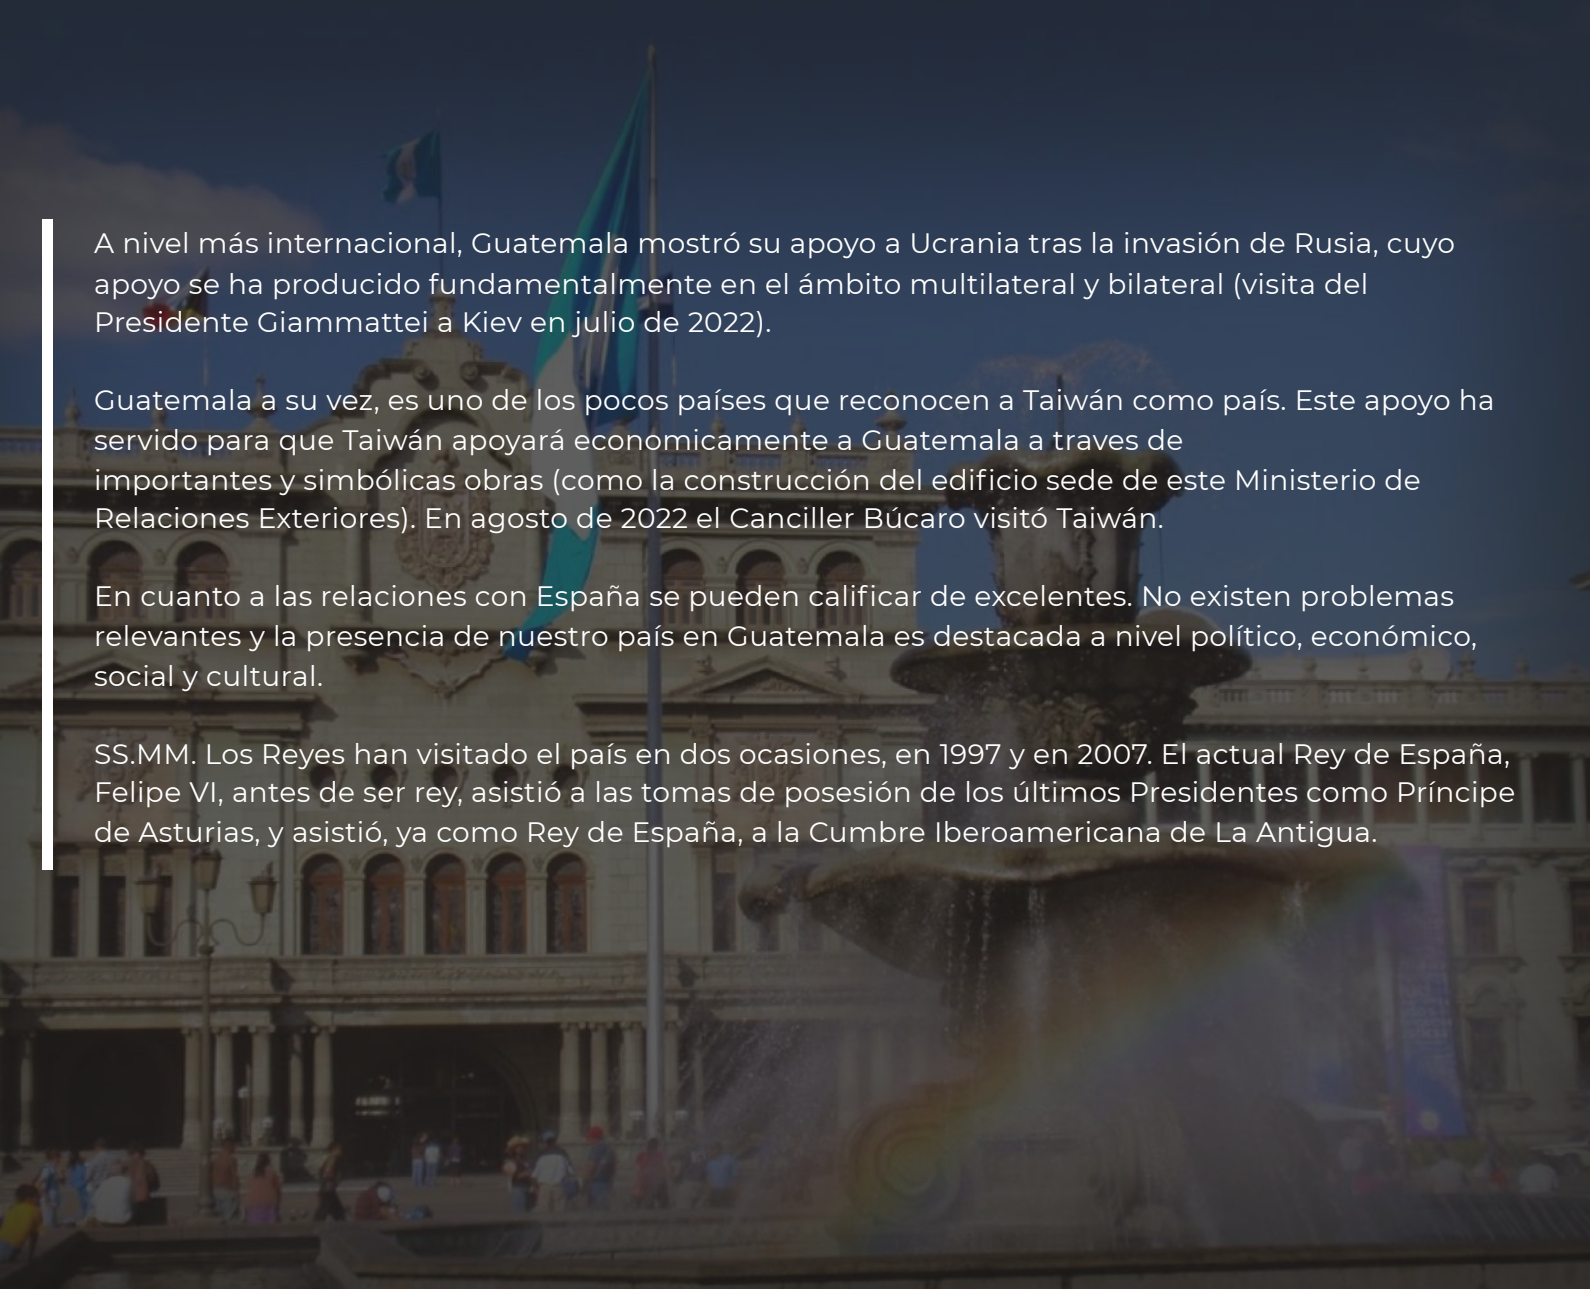 A nivel más internacional, Guatemala mostró su apoyo a Ucrania tras la invasión de Rusia, cuyo
apoyo se ha producido fundamentalmente en el ámbito multilateral y bilateral (visita del
Presidente Giammattei a Kiev en julio de 2022).
Guatemala a su vez, es uno de los pocos países que reconocen a Taiwán como país. Este apoyo ha
servido para que Taiwán apoyará economicamente a Guatemala a traves de
importantes y simbólicas obras (como la construcción del edificio sede de este Ministerio de
Relaciones Exteriores). En agosto de 2022 el Canciller Búcaro visitó Taiwán.
En cuanto a las relaciones con España se pueden calificar de excelentes. No existen problemas
relevantes y la presencia de nuestro país en Guatemala es destacada a nivel político, económico,
social y cultural.
SS.MM. Los Reyes han visitado el país en dos ocasiones, en 1997 y en 2007. El actual Rey de España,
Felipe VI, antes de ser rey, asistió a las tomas de posesión de los últimos Presidentes como Príncipe
de Asturias, y asistió, ya como Rey de España, a la Cumbre Iberoamericana de La Antigua.